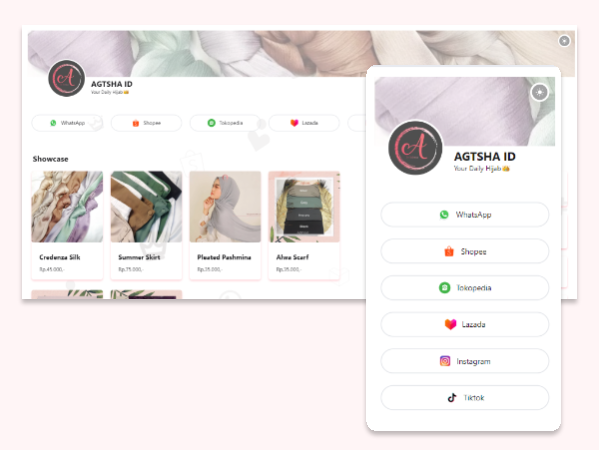 AGTSHA ID
Your Daily Hijab
WhatsApp
Shopee
Tokopedia
Lazada
Showcase
Credenza Silk
Rp.45.000,
Summer Skirt
Rp.75.000,
Pleated Pashmina
Rp.25.000,
Alwa Scarf
Rp.35.000,
A
AGTSHA ID
Your Daily Hijab
WhatsApp
Shopee
Tokopedia
Lazada
Instagram
Tiktok